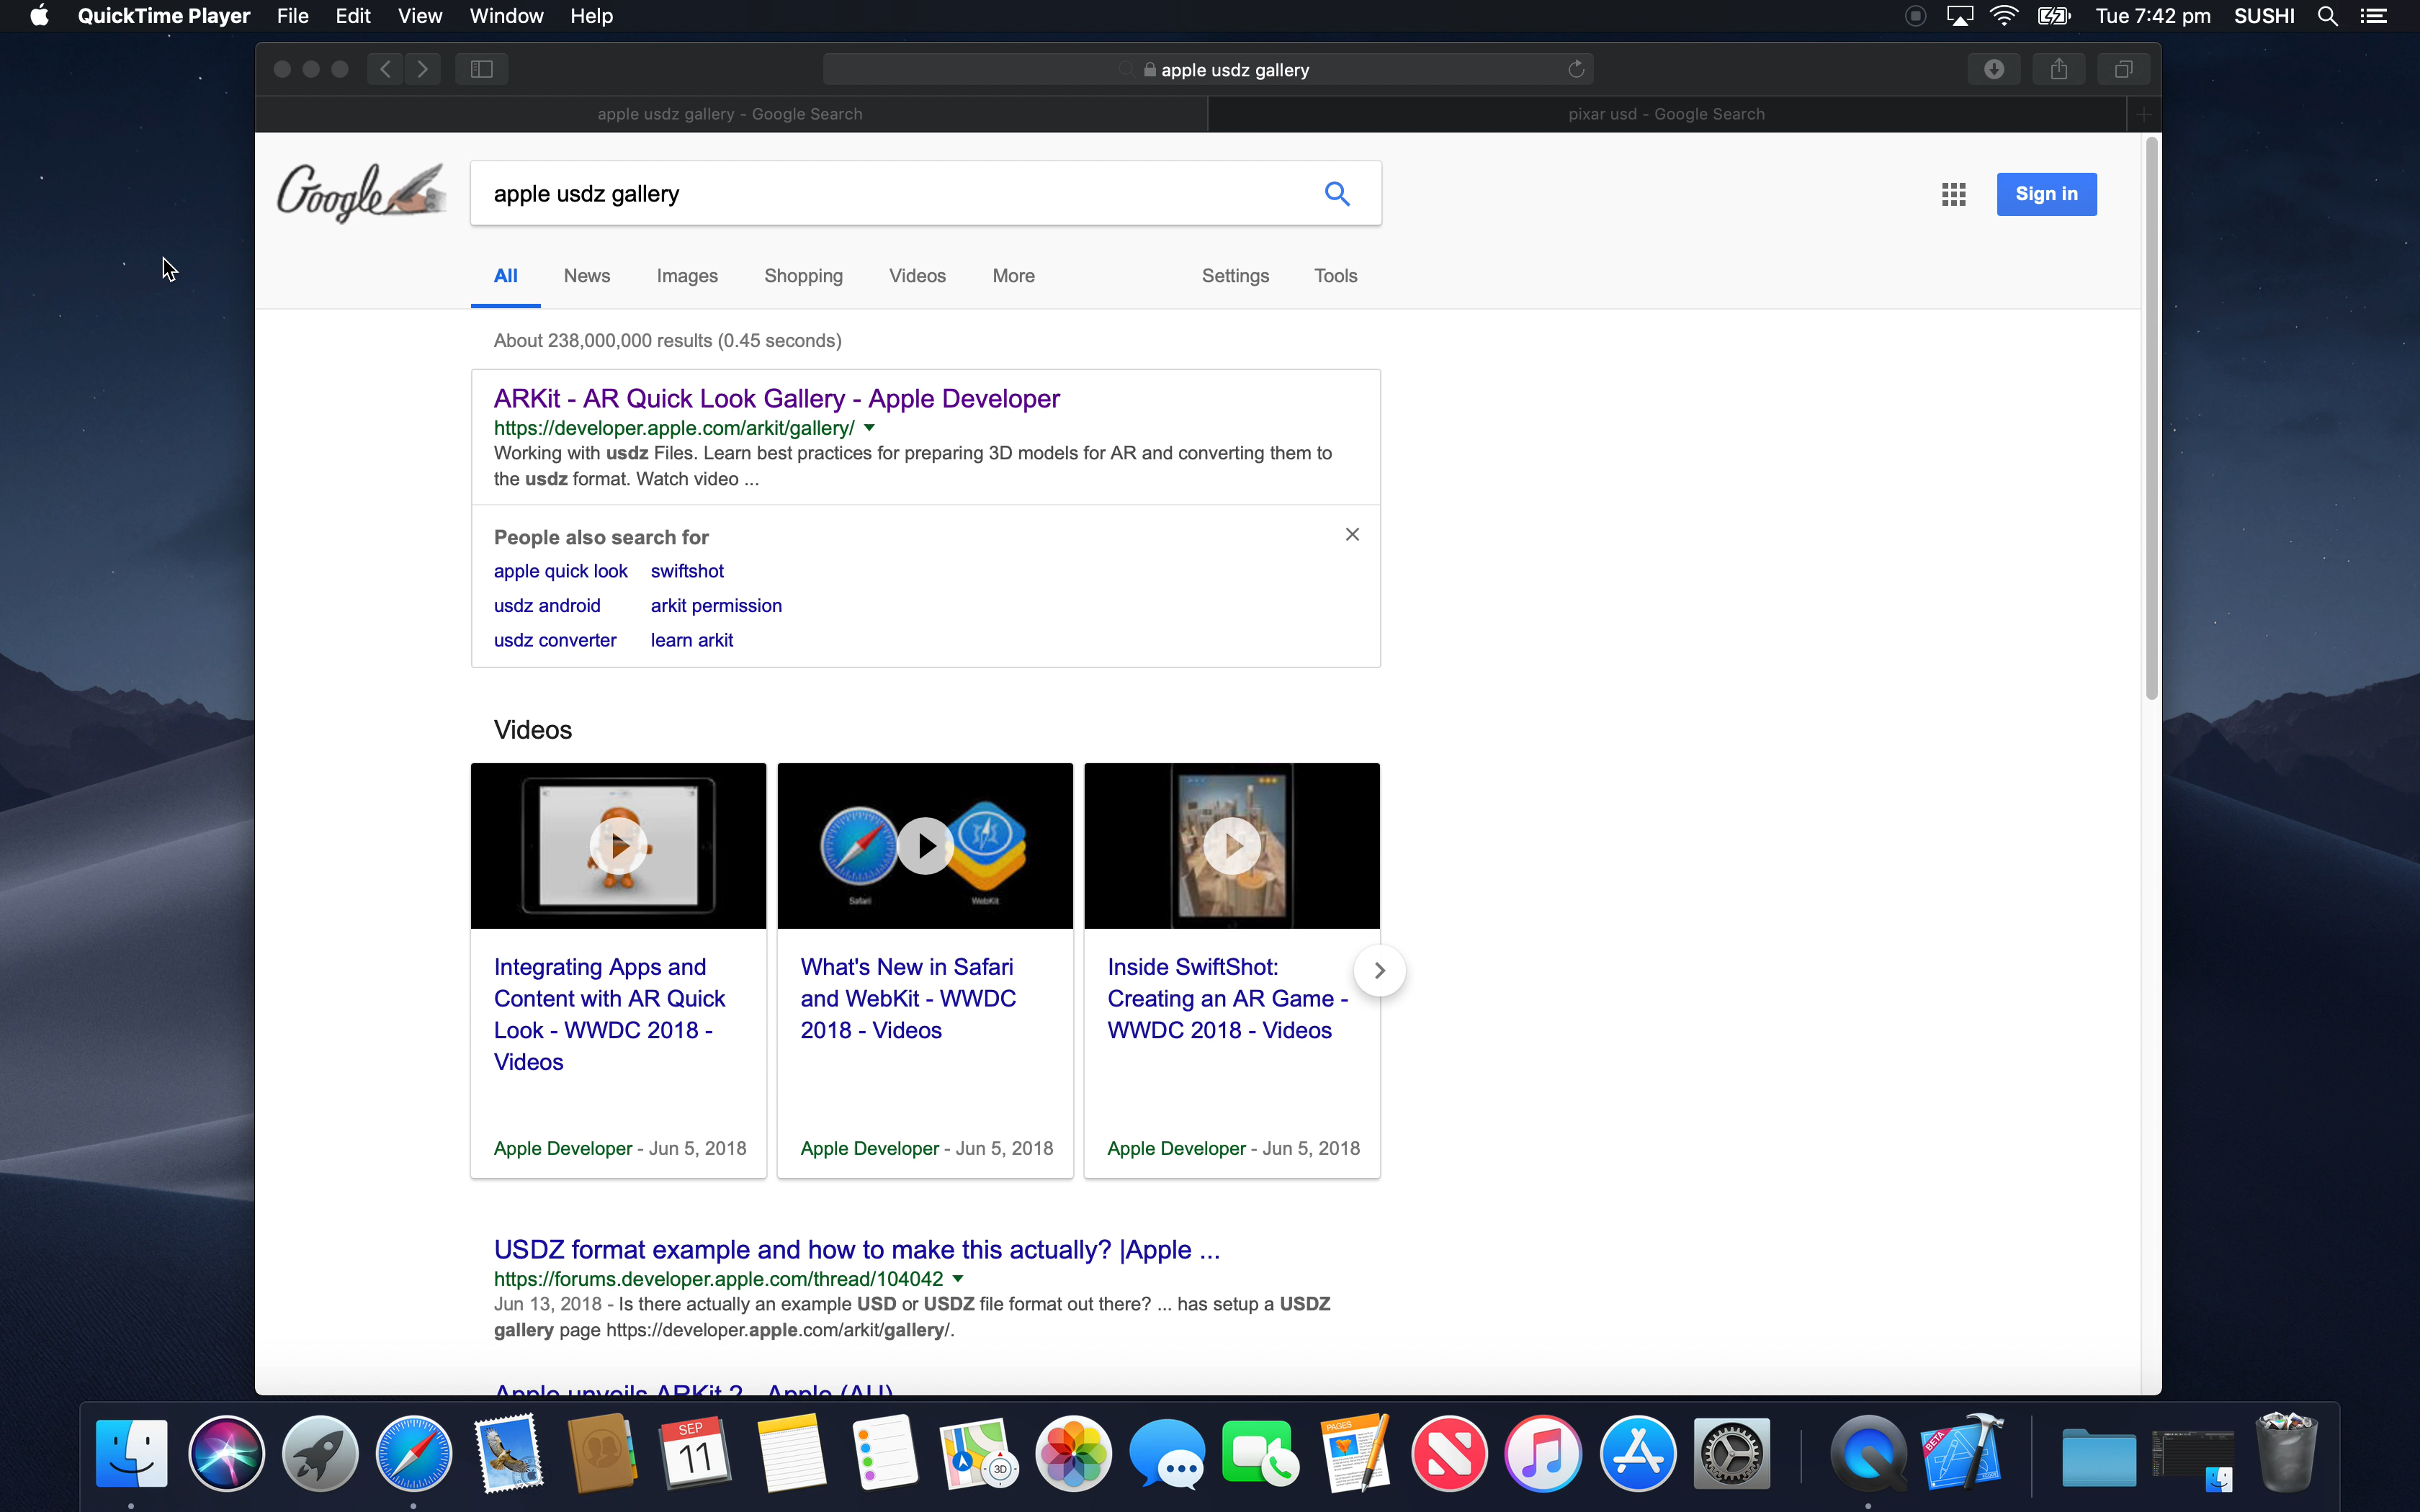 QuickTime Player File Edit View Window Help Tue 7:42 pm SUSHI
apple usdz gallery
apple usdz gallery - Google Search pixar usd - Google Search
Google
apple usdz gallery
Sign in
All News Images Shopping Videos More Settings Tools
About 238,000,000 results (0.45 seconds)
ARKit - AR Quick Look Gallery - Apple Developer
https://developer.apple.com/arkit/gallery/
Working with usdz Files. Learn best practices for preparing 3D models for AR and converting them to
the usdz format. Watch video ...
People also search for
apple quick look swiftshot
usdz android arkit permission
usdz converter learn arkit
Videos
Safari WebKit
Integrating Apps and
Content with AR Quick
Look - WWDC 2018 -
Videos
Apple Developer - Jun 5, 2018
What's New in Safari
and WebKit - WWDC
2018 - Videos
Apple Developer - Jun 5, 2018
Inside SwiftShot:
Creating an AR Game -
WWDC 2018 - Videos
Apple Developer - Jun 5, 2018
USDZ format example and how to make this actually? |Apple ...
https://forums.developer.apple.com/thread/104042
Jun 13, 2018 - Is there actually an example USD or USDZ file format out there? ... has setup a USDZ
gallery page https://developer.apple.com/arkit/gallery/.
Apple unveils ARKit 2 - Apple (AU)
SEP
11
3D
PAGES
BETA